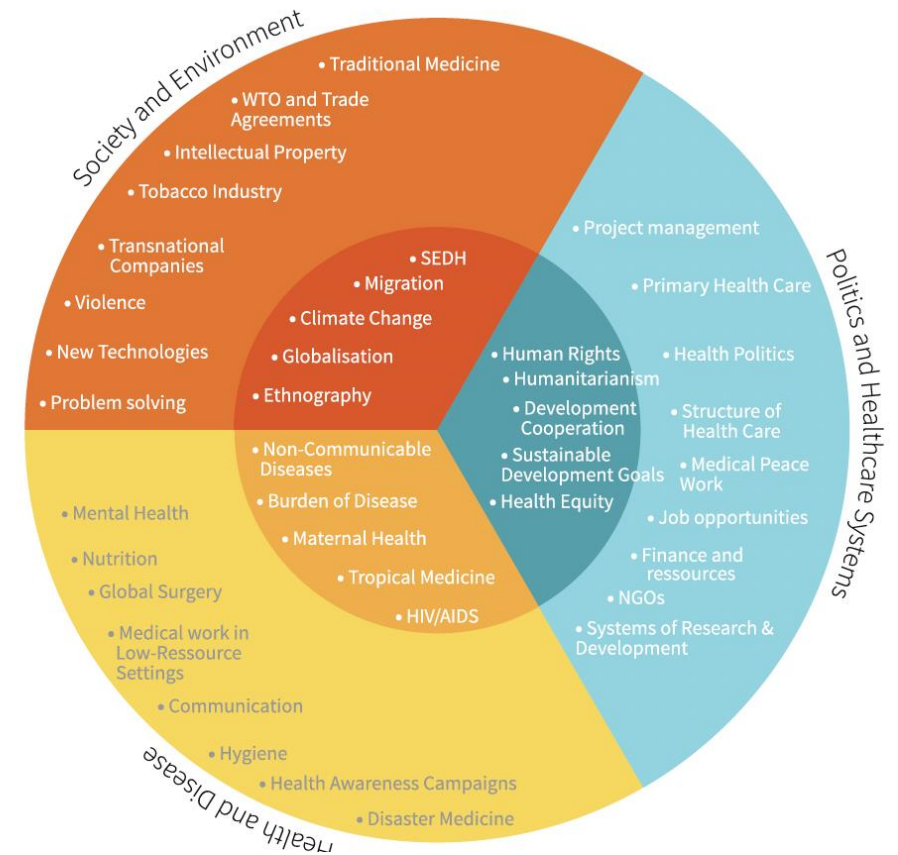 Society and Environment
• Traditional Medicine
• WTO and Trade
Agreements
• Intellectual Property
• Tobacco Industry
• Transnational
Companies
• Violence
• New Technologies
• Problem solving
• SEDH
• Migration
• Climate Change
• Globalisation
• Ethnography
Politics and Healthcare Systems
• Project management
• Primary Health Care
• Health Politics
• Structure of
Health Care
• Medical Peace
Work
• Job opportunities
• Finance and
ressources
• NGOs
• Systems of Research &
Development
• Human Rights
• Humanitarianism
• Development
Cooperation
• Sustainable
Development Goals
• Health Equity
• Non-Communicable
Diseases
• Burden of Disease
• Maternal Health
• Tropical Medicine
• HIV/AIDS
• Mental Health
• Nutrition
• Global Surgery
• Medical work in
Low-Ressource
Settings
• Communication
• Hygiene
• Health Awareness Campaigns
• Disaster Medicine
Health and Disease